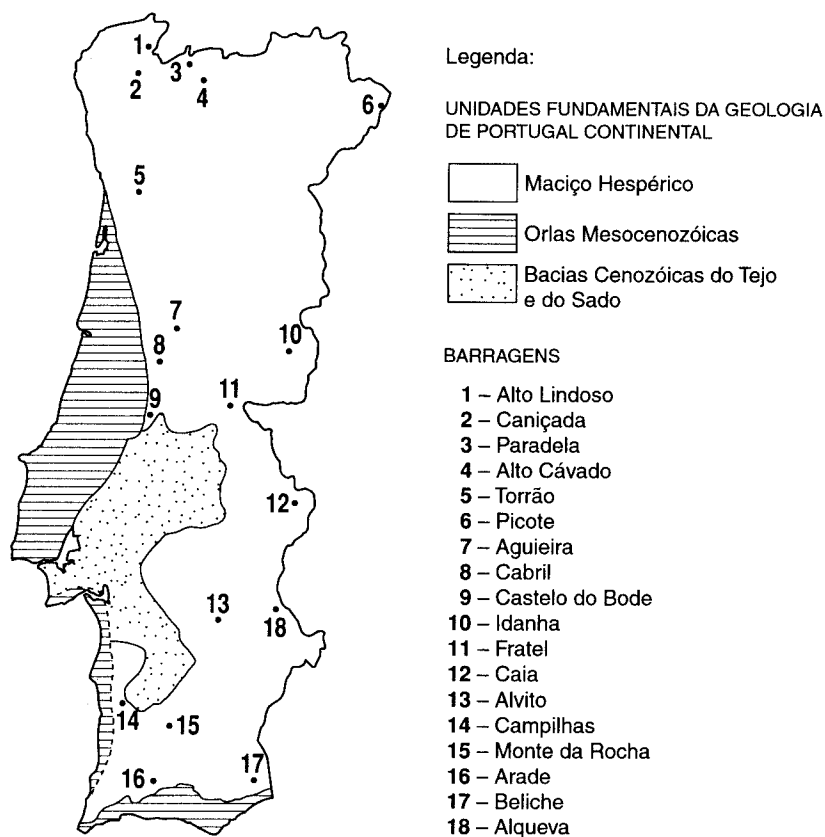 1
2
3
4
5
6
7
8
9
10
11
12
13
14
15
16
17
18
Legenda:
UNIDADES FUNDAMENTAIS DA GEOLOGIA
DE PORTUGAL CONTINENTAL
Maciço Hespérico
Orlas Mesocenozóicas
Bacias Cenozóicas do Tejo
e do Sado
BARRAGENS
1 – Alto Lindoso
2 – Caniçada
3 – Paradela
4 – Alto Cávado
5 – Torrão
6 – Picote
7 – Aguieira
8 – Cabril
9 – Castelo do Bode
10 – Idanha
11 – Fratel
12 – Caia
13 – Alvito
14 – Campilhas
15 – Monte da Rocha
16 – Arade
17 – Beliche
18 – Alqueva